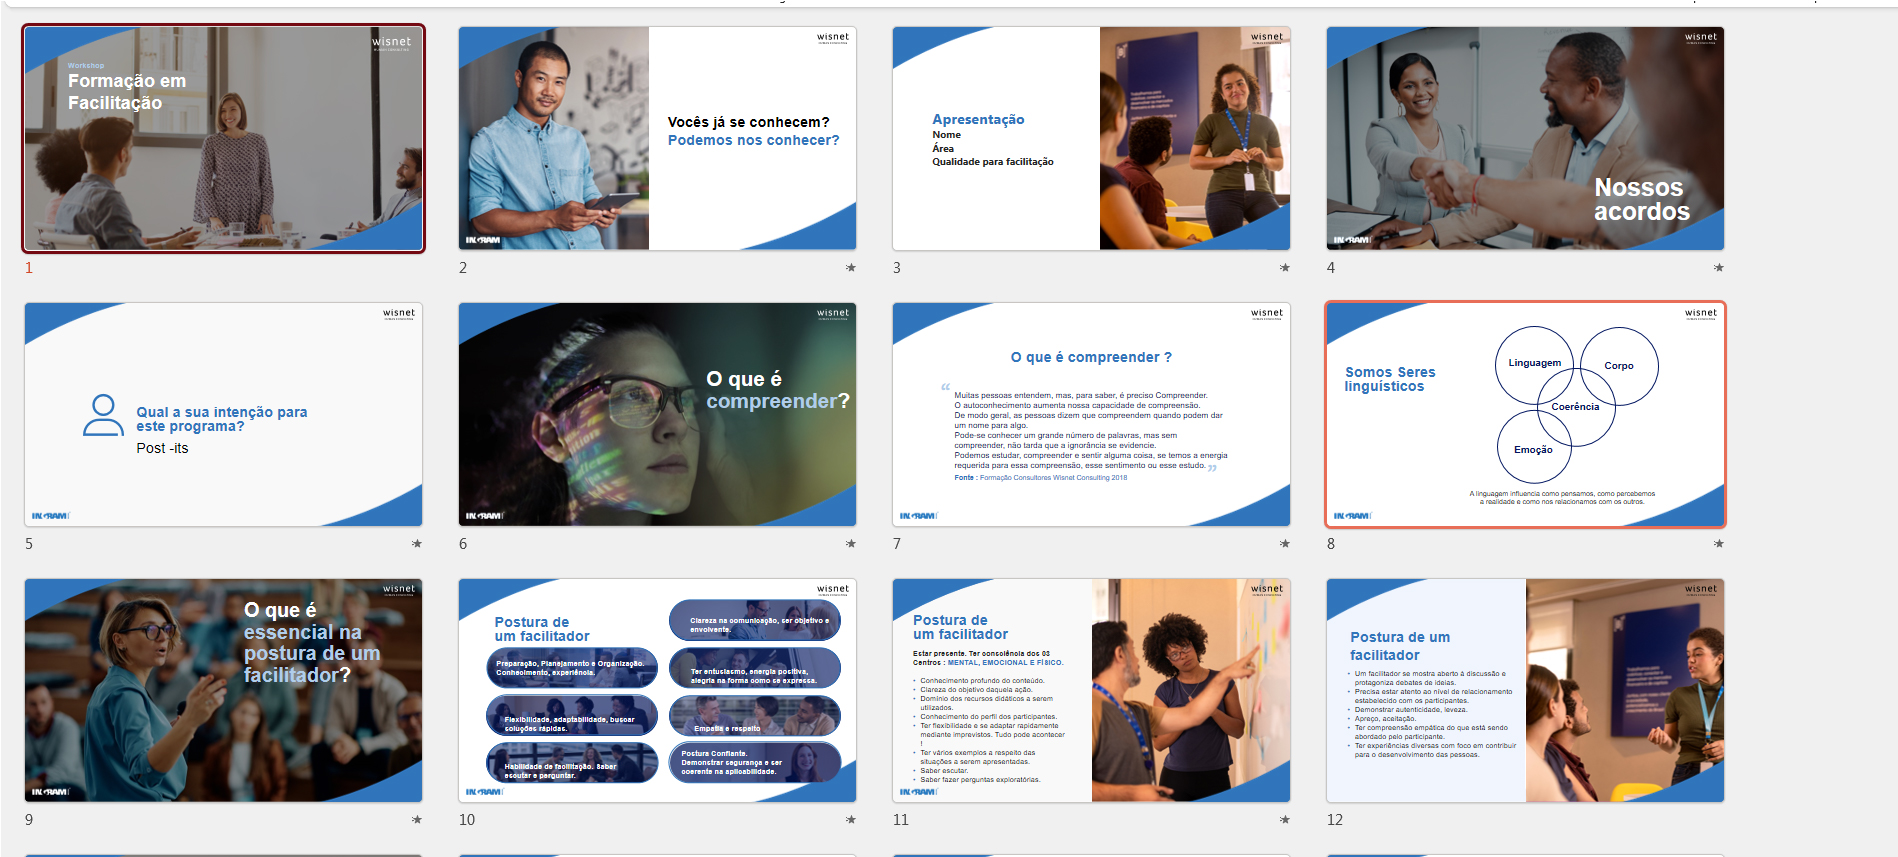 wisnet
Workshop
Formação em
Facilitação
1
wisnet
Vocês já se conhecem?
Podemos nos conhecer?
INGRAM
2
wisnet
Apresentação
Nome
Área
Qualidade para facilitação
3
wisnet
Nossos
acordos
INGRAM
4
wisnet
Qual a sua intenção para
este programa?
Post -its
INGRAM
5
wisnet
O que é
compreender?
INGRAM
6
wisnet
O que é compreender ?
“
Muitas pessoas entendem, mas, para saber, é preciso Compreender.
O autoconhecimento aumenta nossa capacidade de compreensão.
De modo geral, as pessoas dizem que compreendem quando podem dar
um nome para algo.
Pode-se conhecer um grande número de palavras, mas sem
compreender, não tarda que a ignorância se evidencie.
Podemos estudar, compreender e sentir alguma coisa, se temos a energia
requerida para essa compreensão, esse sentimento ou esse estudo. ”
Fonte : Formação Consultores Wisnet Consulting 2018
INGRAM
7
wisnet
Somos Seres
linguísticos
Linguagem
Corpo
Coerência
Emoção
A linguagem influencia como pensamos, como percebemos
a realidade e como nos relacionamos com os outros.
INGRAM
8
wisnet
O que é
essencial na
postura de um
facilitador?
INGRAM
9
wisnet
Postura de
um facilitador
Clareza na comunicação, ser objetivo e
envolvente.
Preparação, Planejamento e Organização.
Conhecimento, experiência.
Ter entusiasmo, energia positiva,
alegria na forma como se expressa.
Flexibilidade, adaptabilidade, buscar
soluções rápidas.
Empatia e respeito
Habilidade de facilitação. Saber
escutar e perguntar.
Postura Confiante.
Demonstrar segurança e ser
coerente na aplicabilidade.
10
wisnet
Postura de
um facilitador
Estar presente. Ter consciência dos 03
Centros : MENTAL, EMOCIONAL E FÍSICO.
• Conhecimento profundo do conteúdo.
• Clareza do objetivo daquela ação.
• Domínio dos recursos didáticos a serem
utilizados.
• Conhecimento do perfil dos participantes.
• Ter flexibilidade e se adaptar rapidamente
mediante imprevistos. Tudo pode acontecer
!
• Ter vários exemplos a respeito das
situações a serem apresentadas.
• Saber escutar.
• Saber fazer perguntas exploratórias.
INGRAM
11
wisnet
Postura de um
facilitador
• Um facilitador se mostra aberto à discussão e
protagoniza debates de ideias.
• Precisa estar atento ao nível de relacionamento
estabelecido com os participantes.
• Demonstrar autenticidade, leveza.
• Apreço, aceitação.
• Ter compreensão empática do que está sendo
abordado pelo participante.
• Ter experiências diversas com foco em contribuir
para o desenvolvimento das pessoas.
12